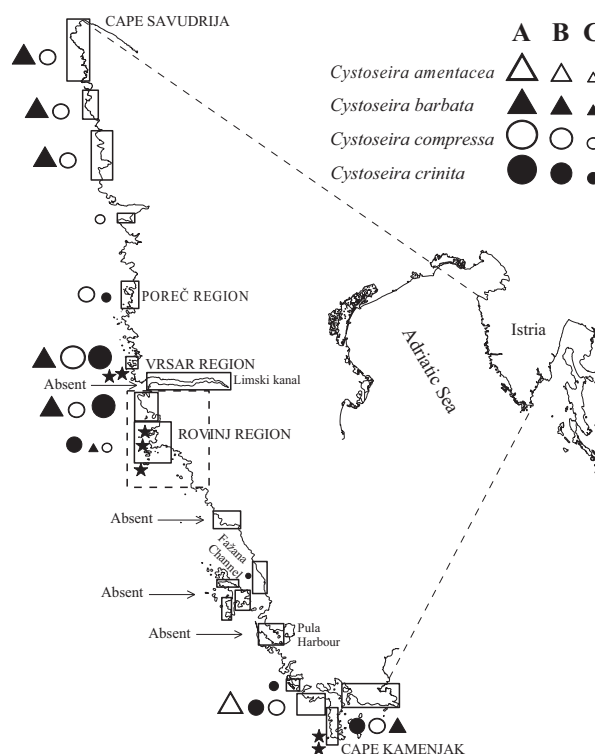 CAPE SAVUDRIJA
A B C
Cystoseira amentacea
Cystoseira barbata
Cystoseira compressa
Cystoseira crinita
POREČ REGION
Istria
Adriatic Sea
VRSAR REGION
Absent
Limski kanal
ROVINJ REGION
Absent
Fažana
Channel
Absent
Absent
Pula
Harbour
CAPE KAMENJAK